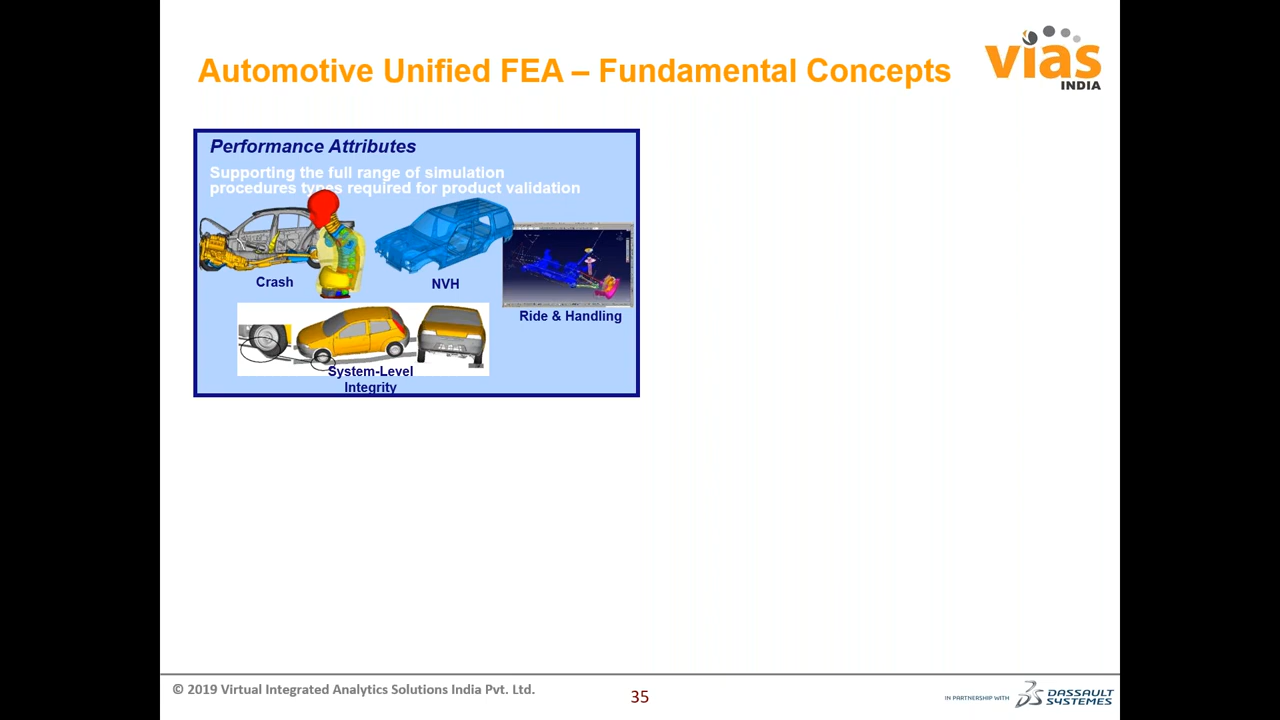 Automotive Unified FEA – Fundamental Concepts
vias
INDIA
Performance Attributes
Supporting the full range of simulation
procedures types required for product validation
Crash
NVH
Ride & Handling
System-Level
Integrity
© 2019 Virtual Integrated Analytics Solutions India Pvt. Ltd.
35
IN PARTNERSHIP WITH
DASSAULT
SYSTEMES